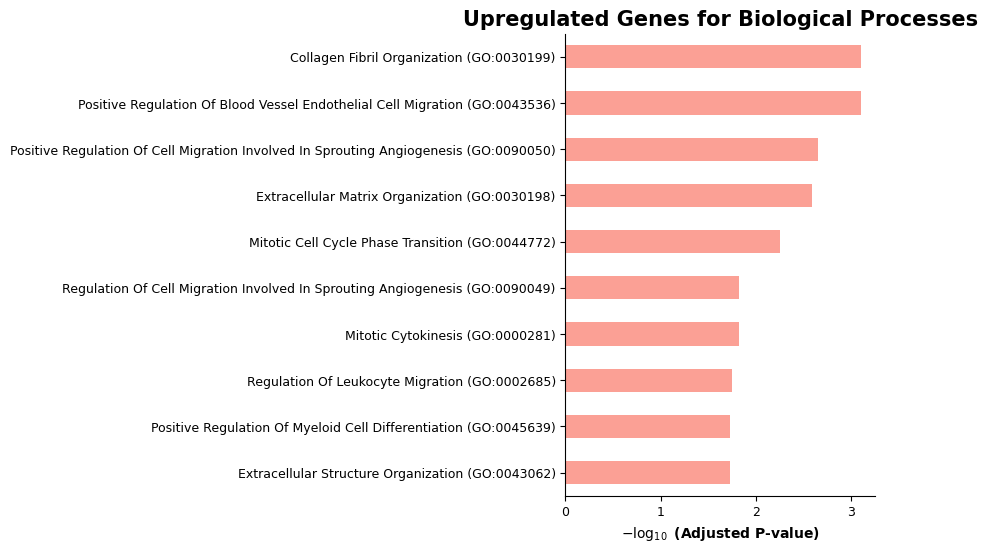 Upregulated Genes for Biological Processes
Collagen Fibril Organization (GO:0030199)
Positive Regulation Of Blood Vessel Endothelial Cell Migration (GO:0043536)
Positive Regulation Of Cell Migration Involved In Sprouting Angiogenesis (GO:0090050)
Extracellular Matrix Organization (GO:0030198)
Mitotic Cell Cycle Phase Transition (GO:0044772)
Regulation Of Cell Migration Involved In Sprouting Angiogenesis (GO:0090049)
Mitotic Cytokinesis (GO:0000281)
Regulation Of Leukocyte Migration (GO:0002685)
Positive Regulation Of Myeloid Cell Differentiation (GO:0045639)
Extracellular Structure Organization (GO:0043062)
0 1 2 3
−log₁₀ (Adjusted P-value)